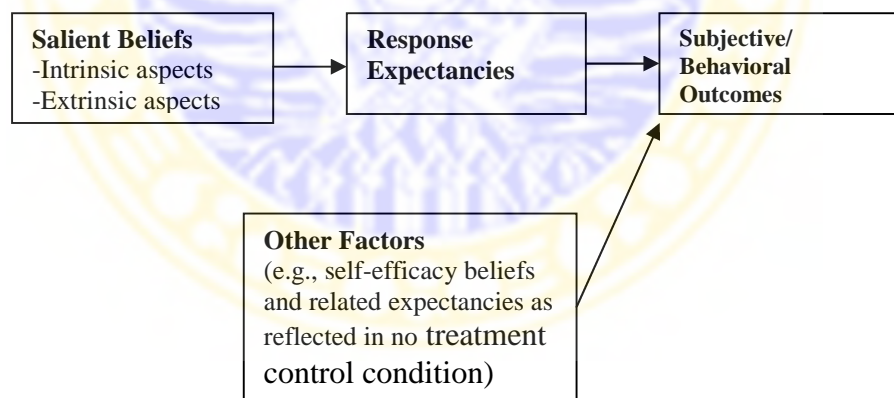 Salient Beliefs
-Intrinsic aspects
-Extrinsic aspects
Response
Expectancies
Subjective/
Behavioral
Outcomes
Other Factors
(e.g., self-efficacy beliefs
and related expectancies as
reflected in no treatment
control condition)